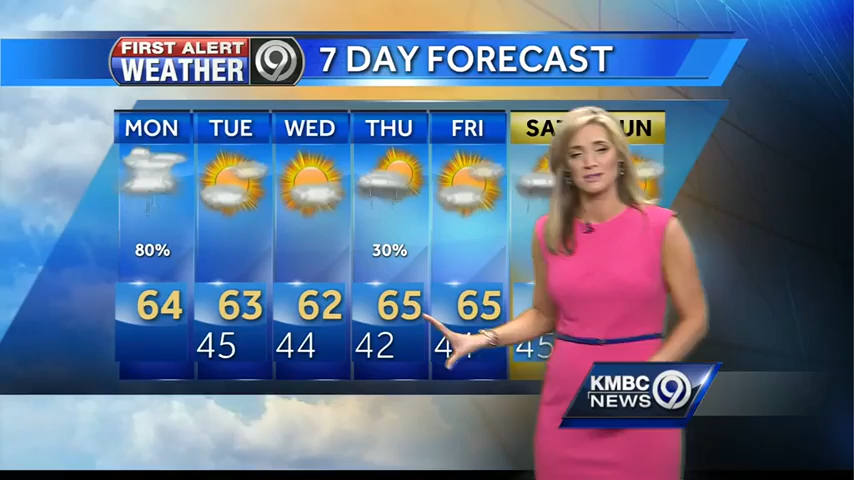 FIRST ALERT
WEATHER 9
7 DAY FORECAST
MON TUE WED THU FRI
80% 30%
64 63 62 65 65
45 44 42 45
KMBC
NEWS 9